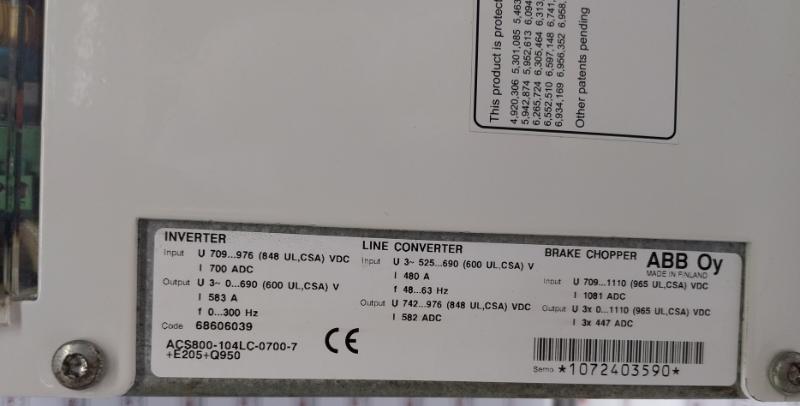 This product is protec
4,920,306 5,301,085 5,463
5,942,874 5,952,613 6,094
6,265,724 6,305,464 6,313
6,552,510 6,597,148 6,741
6,934,169 6,956,352 6,958
Other patents pending
INVERTER
Input U 709...976 (848 UL,CSA) VDC
I 700 ADC
Output U 3~ 0...690 (600 UL,CSA) V
I 583 A
f 0...300 Hz
Code 68606039
ACS800-104LC-0700-7
+E205+Q950
CE
LINE CONVERTER
Input U 3~ 525...690 (600 UL,CSA) V
I 480 A
f 48...63 Hz
Output U 742...976 (848 UL,CSA) VDC
I 582 ADC
BRAKE CHOPPER
Input U 709...1110 (965 UL,CSA) VDC
I 1081 ADC
Output U 3x 0...1110 (965 UL,CSA) VDC
I 3x 447 ADC
ABB Oy
MADE IN FINLAND
Serno *1072403590*